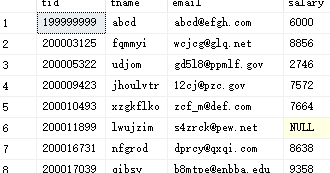 tid tname email salary
1 199999999 abcd abcd@efgh.com 6000
2 200003125 fqmmyi wcjcg@glq.net 8856
3 200005322 udjom gd5l8@ppmlf.gov 2746
4 200009423 jhoulvtr 12cj@pzc.gov 7572
5 200010493 xzgkflko zcf_m@def.com 7664
6 200011899 lwujzim s4zrck@pew.net NULL
7 200016731 nfgrod dprcy@qxqi.com 8638
8 200017039 gibsv b8mtpe@enbba.edu 9358